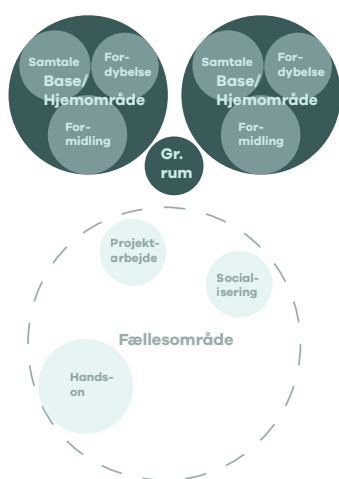 Samtale
For-
dybelse
Base/
Hjemområde
For-
midling
Samtale
For-
dybelse
Base/
Hjemområde
For-
midling
Gr.
rum
Projekt-
arbejde
Social-
isering
Fællesområde
Hands-
on